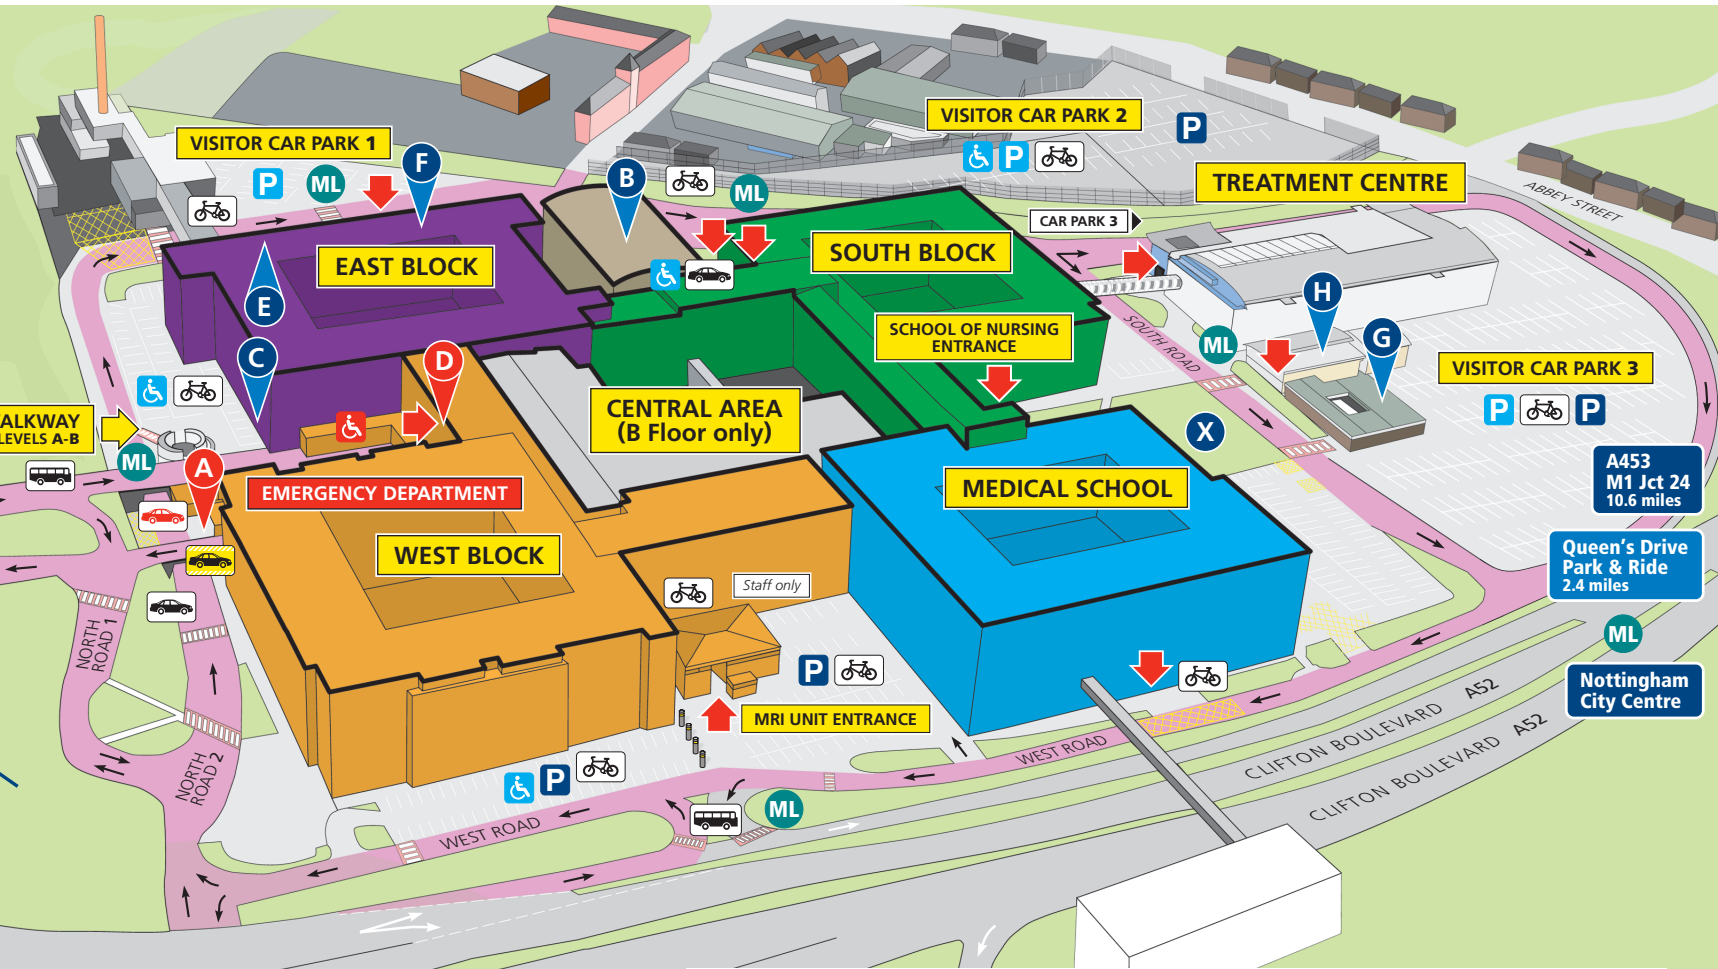 VISITOR CAR PARK 1
P
ML
F
B
ML
VISITOR CAR PARK 2
P
P
TREATMENT CENTRE
ABBEY STREET
CAR PARK 3
EAST BLOCK
SOUTH BLOCK
E
C
D
SCHOOL OF NURSING
ENTRANCE
SOUTH ROAD
ML
H
G
VISITOR CAR PARK 3
P
P
ALKWAY
LEVELS A-B
ML
A
CENTRAL AREA
(B Floor only)
X
EMERGENCY DEPARTMENT
MEDICAL SCHOOL
A453
M1 Jct 24
10.6 miles
WEST BLOCK
Queen's Drive
Park & Ride
2.4 miles
Staff only
NORTH
ROAD 1
ML
P
Nottingham
City Centre
MRI UNIT ENTRANCE
NORTH
ROAD 2
P
WEST ROAD
CLIFTON BOULEVARD A52
CLIFTON BOULEVARD A52
ML
WEST ROAD